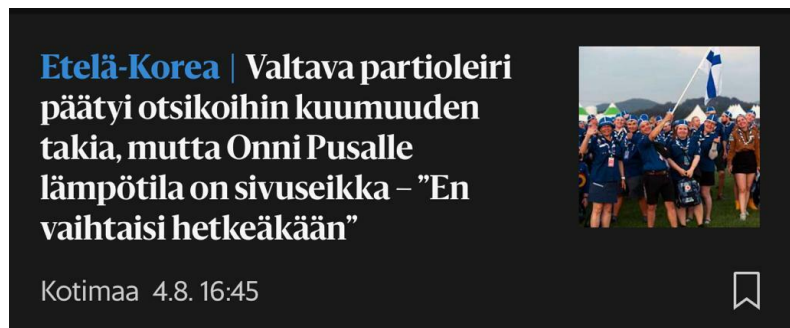 Etelä-Korea | Valtava partioleiri
päätyi otsikoihin kuumuuden
takia, mutta Onni Pusalle
lämpötila on sivuseikka – ”En
vaihtaisi hetkeäkään”
Kotimaa 4.8. 16:45